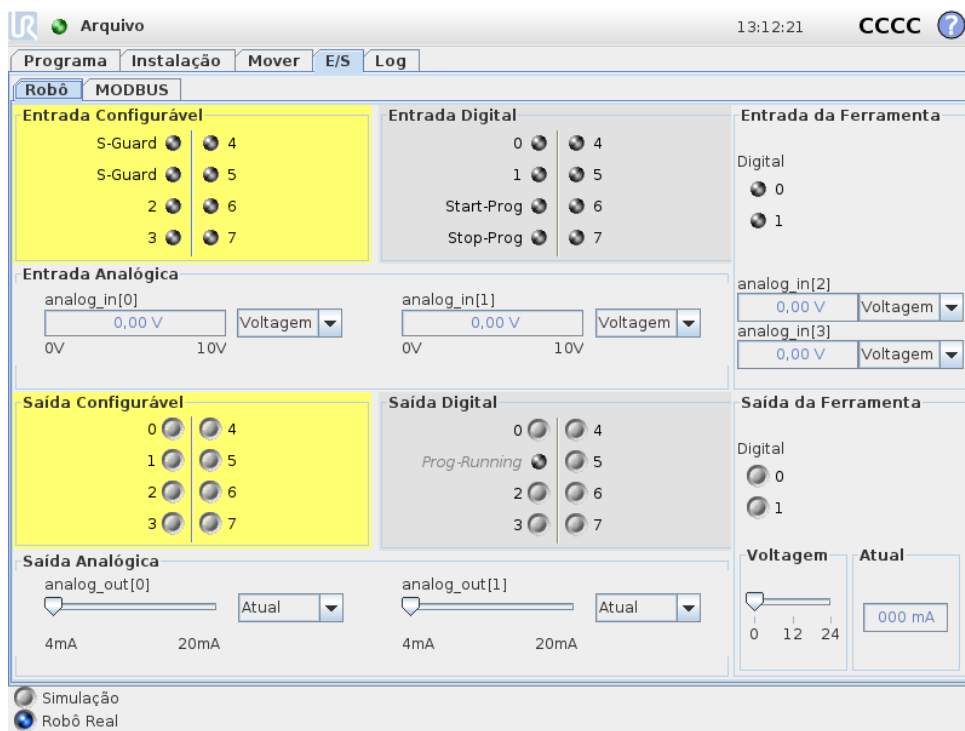 UR Arquivo 13:12:21 CCCC ?
Programa Instalação Mover E/S Log
Robô MODBUS
Entrada Configurável
S-Guard 4
S-Guard 5
2 6
3 7
Entrada Digital
0 4
1 5
Start-Prog 6
Stop-Prog 7
Entrada da Ferramenta
Digital
0
1
analog_in[2]
0,00 V Voltagem
analog_in[3]
0,00 V Voltagem
Entrada Analógica
analog_in[0]
0,00 V Voltagem
0V 10V
analog_in[1]
0,00 V Voltagem
0V 10V
Saída Configurável
0 4
1 5
2 6
3 7
Saída Digital
0 4
Prog-Running 5
2 6
3 7
Saída da Ferramenta
Digital
0
1
Voltagem
0 12 24
Atual
000 mA
Saída Analógica
analog_out[0]
Atual
4mA 20mA
analog_out[1]
Atual
4mA 20mA
Simulação
Robô Real